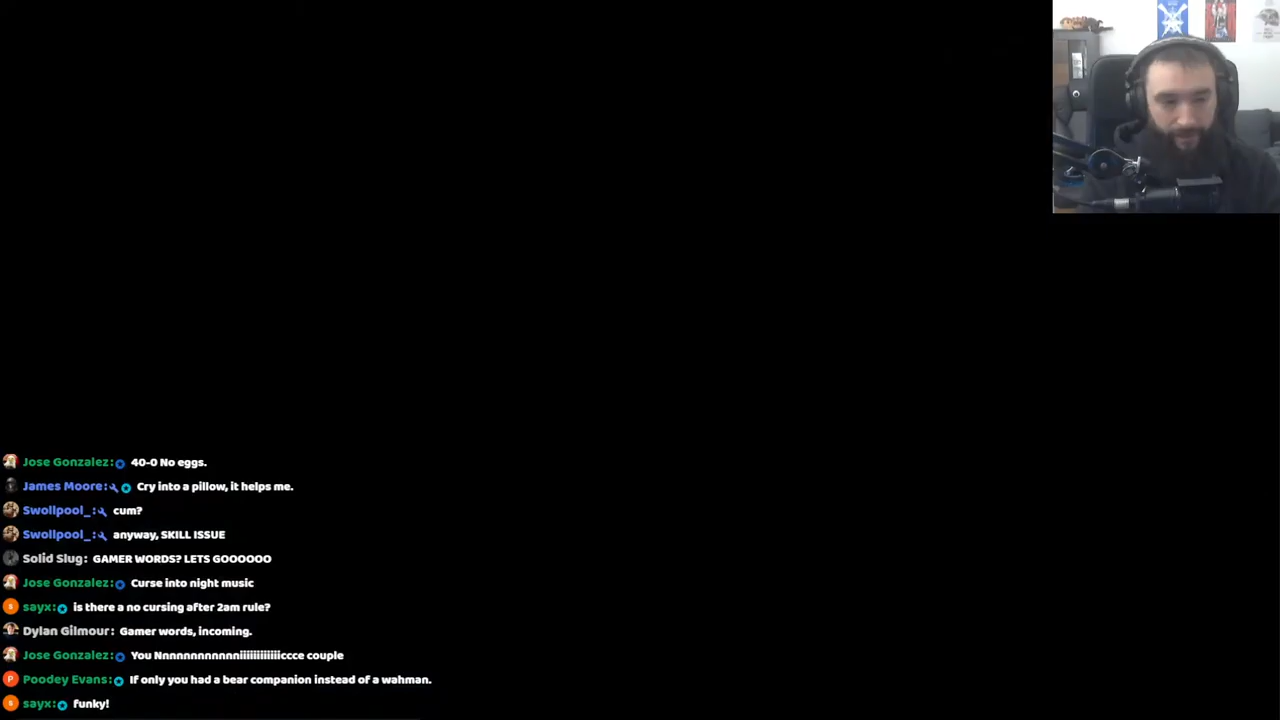 Jose Gonzalez: 40-0 No eggs.
James Moore: Cry into a pillow, it helps me.
Swollpool_: cum?
Swollpool_: anyway, SKILL ISSUE
Solid Slug: GAMER WORDS? LETS GOOOOOO
Jose Gonzalez: Curse into night music
sayx: is there a no cursing after 2am rule?
Dylan Gilmour: Gamer words, incoming.
Jose Gonzalez: You Nnnnnnnnnnnniiiiiiiiiiiiccce couple
Poodey Evans: If only you had a bear companion instead of a wahman.
sayx: funky!